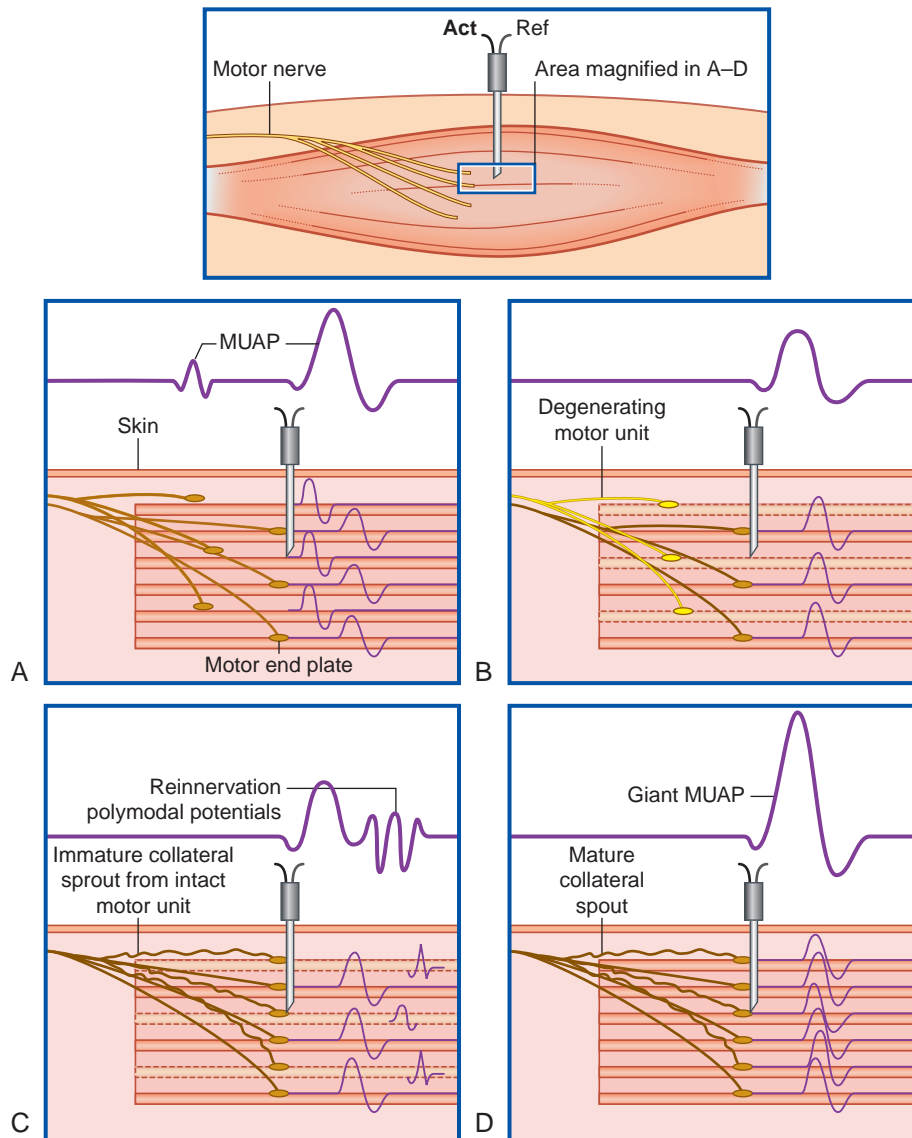 Act Ref
Motor nerve
Area magnified in A–D
MUAP
Skin
Motor end plate
A
Degenerating
motor unit
B
Reinnervation
polymodal potentials
Immature collateral
sprout from intact
motor unit
C
Giant MUAP
Mature
collateral
spout
D